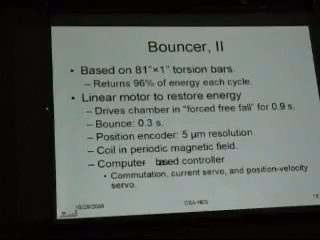 Bouncer, II
• Based on 81"×1" torsion bars.
– Returns 96% of energy each cycle.
• Linear motor to restore energy
– Drives chamber in "forced free fall" for 0.9 s.
– Bounce: 0.3 s.
– Position encoder: 5 µm resolution.
– Coil in periodic magnetic field.
– Computer- based controller
• Commutation, current servo, and position-velocity
servo.
10/28/2006